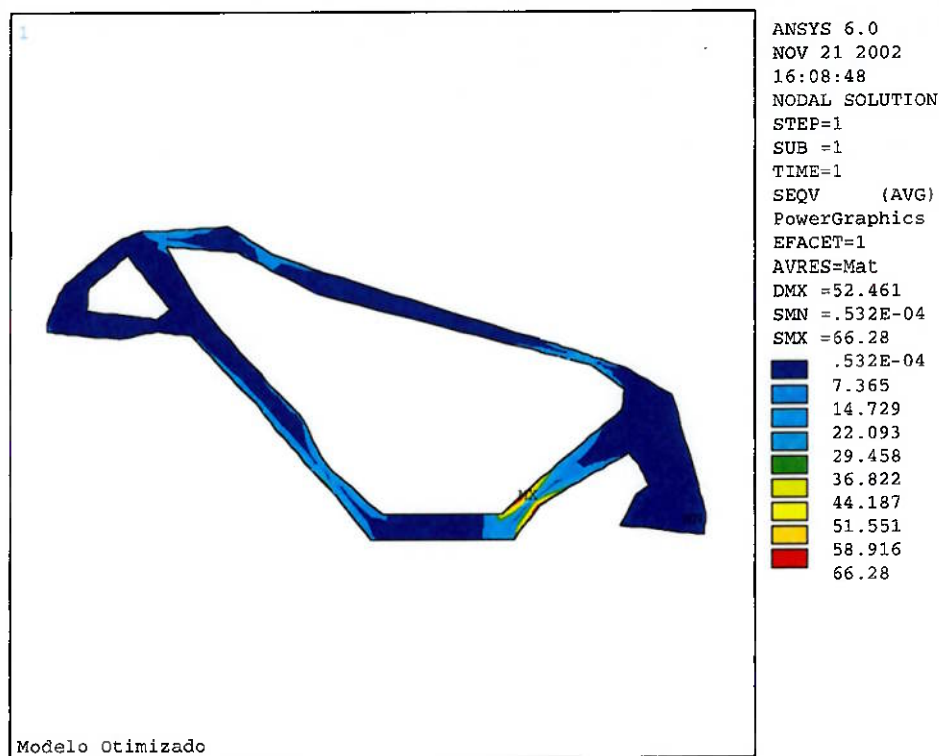 1
ANSYS 6.0
NOV 21 2002
16:08:48
NODAL SOLUTION
STEP=1
SUB =1
TIME=1
SEQV (AVG)
PowerGraphics
EFACET=1
AVRES=Mat
DMX =52.461
SMN =.532E-04
SMX =66.28
.532E-04
7.365
14.729
22.093
29.458
36.822
44.187
51.551
58.916
66.28
MX
Modelo Otimizado